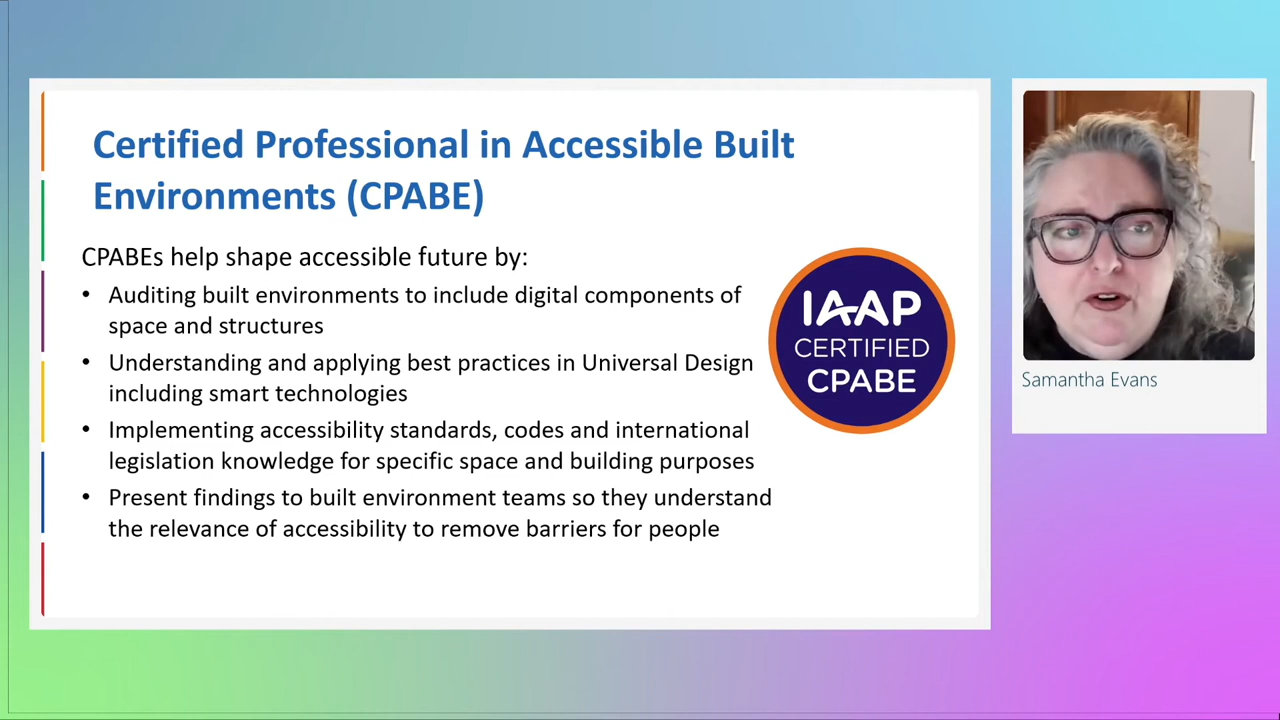 Certified Professional in Accessible Built
Environments (CPABE)
CPABEs help shape accessible future by:
• Auditing built environments to include digital components of
space and structures
• Understanding and applying best practices in Universal Design
including smart technologies
• Implementing accessibility standards, codes and international
legislation knowledge for specific space and building purposes
• Present findings to built environment teams so they understand
the relevance of accessibility to remove barriers for people
IAAP
CERTIFIED
CPABE
Samantha Evans